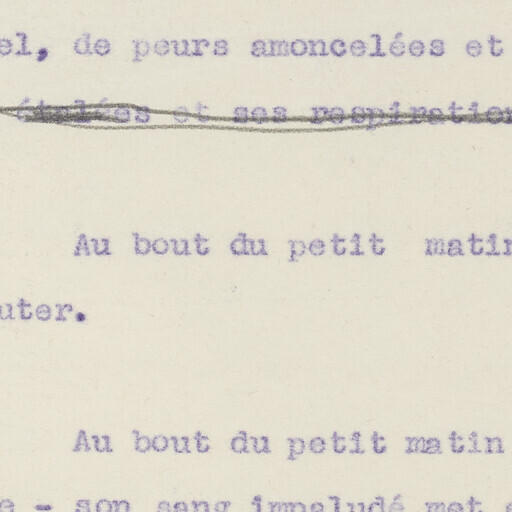 el, de peurs amoncelées et
étalées et ses respiration
Au bout du petit matin
uter.
Au bout du petit matin
e - son sang impaludé met